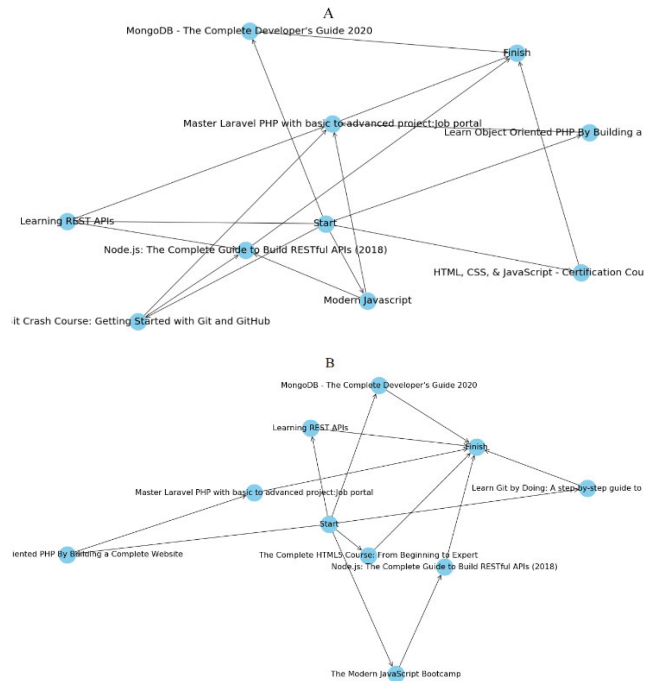 A
MongoDB - The Complete Developer's Guide 2020
Finish
Master Laravel PHP with basic to advanced project:Job portal
Learn Object Oriented PHP By Building a
Learning REST APIs
Start
Node.js: The Complete Guide to Build RESTful APIs (2018)
HTML, CSS, & JavaScript - Certification Cou
Modern Javascript
it Crash Course: Getting Started with Git and GitHub
B
MongoDB - The Complete Developer's Guide 2020
Learning REST APIs
Finish
Master Laravel PHP with basic to advanced project:Job portal
Learn Git by Doing: A step-by-step guide to
Start
iented PHP By Building a Complete Website
The Complete HTML5 Course: From Beginning to Expert
Node.js: The Complete Guide to Build RESTful APIs (2018)
The Modern JavaScript Bootcamp